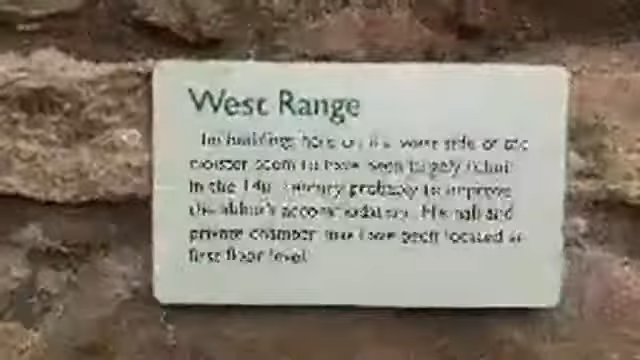 West Range
The buildings here on the west side of the
cloister seem to have been largely rebuilt
in the 14th century probably to improve
the abbot's accommodation. His hall and
private chamber may have been located at
first floor level